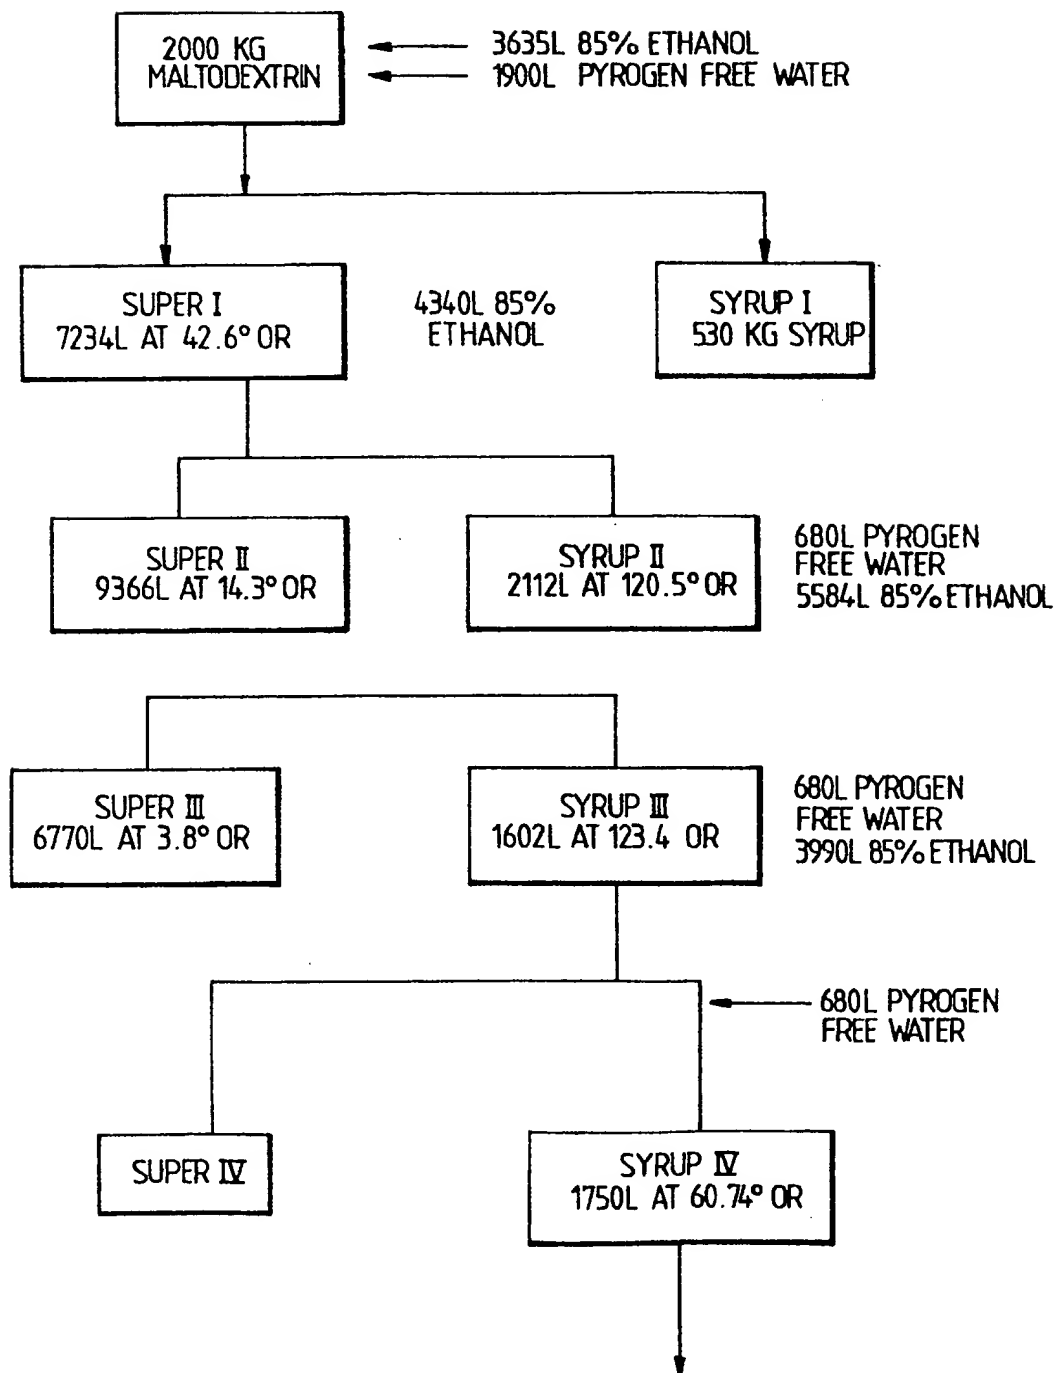 2000 KG
MALTODEXTRIN
3635L 85% ETHANOL
1900L PYROGEN FREE WATER
SUPER I
7234L AT 42.6° OR
4340L 85%
ETHANOL
SYRUP I
530 KG SYRUP
SUPER II
9366L AT 14.3° OR
SYRUP II
2112L AT 120.5° OR
680L PYROGEN
FREE WATER
5584L 85% ETHANOL
SUPER III
6770L AT 3.8° OR
SYRUP III
1602L AT 123.4 OR
680L PYROGEN
FREE WATER
3990L 85% ETHANOL
680L PYROGEN
FREE WATER
SUPER IV
SYRUP IV
1750L AT 60.74° OR